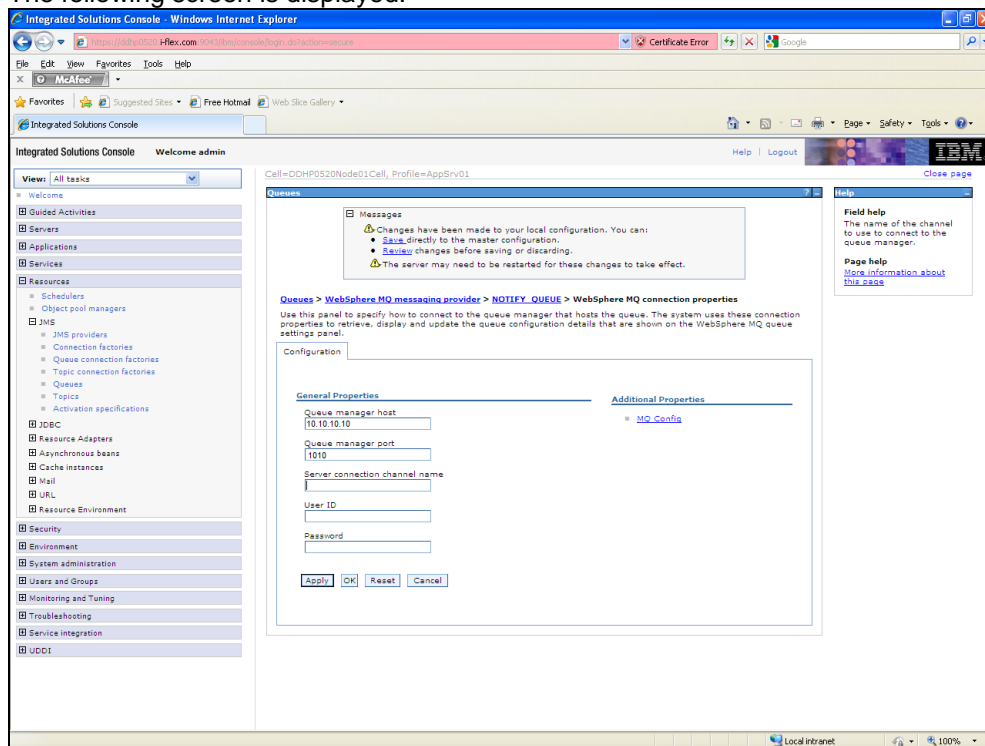 The following screen is displayed:
Integrated Solutions Console - Windows Internet Explorer
https://ddhp0520.i-flex.com:9043/ibm/console/login.do?action=secure
Certificate Error
Google
File Edit View Favorites Tools Help
McAfee
Favorites
Suggested Sites
Free Hotmail
Web Slice Gallery
Integrated Solutions Console
Page Safety Tools
Integrated Solutions Console Welcome admin
Help | Logout
IBM
View: All tasks
Cell=DDHP0520Node01Cell, Profile=AppSrv01
Close page
Welcome
Guided Activities
Servers
Applications
Services
Resources
Schedulers
Object pool managers
JMS
JMS providers
Connection factories
Queue connection factories
Topic connection factories
Queues
Topics
Activation specifications
JDBC
Resource Adapters
Asynchronous beans
Cache instances
Mail
URL
Resource Environment
Security
Environment
System administration
Users and Groups
Monitoring and Tuning
Troubleshooting
Service integration
UDDI
Queues
Messages
Changes have been made to your local configuration. You can:
Save directly to the master configuration.
Review changes before saving or discarding.
The server may need to be restarted for these changes to take effect.
Queues > WebSphere MQ messaging provider > NOTIFY_QUEUE > WebSphere MQ connection properties
Use this panel to specify how to connect to the queue manager that hosts the queue. The system uses these connection
properties to retrieve, display and update the queue configuration details that are shown on the WebSphere MQ queue
settings panel.
Configuration
General Properties
Queue manager host
10.10.10.10
Queue manager port
1010
Server connection channel name
User ID
Password
Apply OK Reset Cancel
Additional Properties
MQ Config
Help
Field help
The name of the channel
to use to connect to the
queue manager.
Page help
More information about
this page
Local intranet
100%